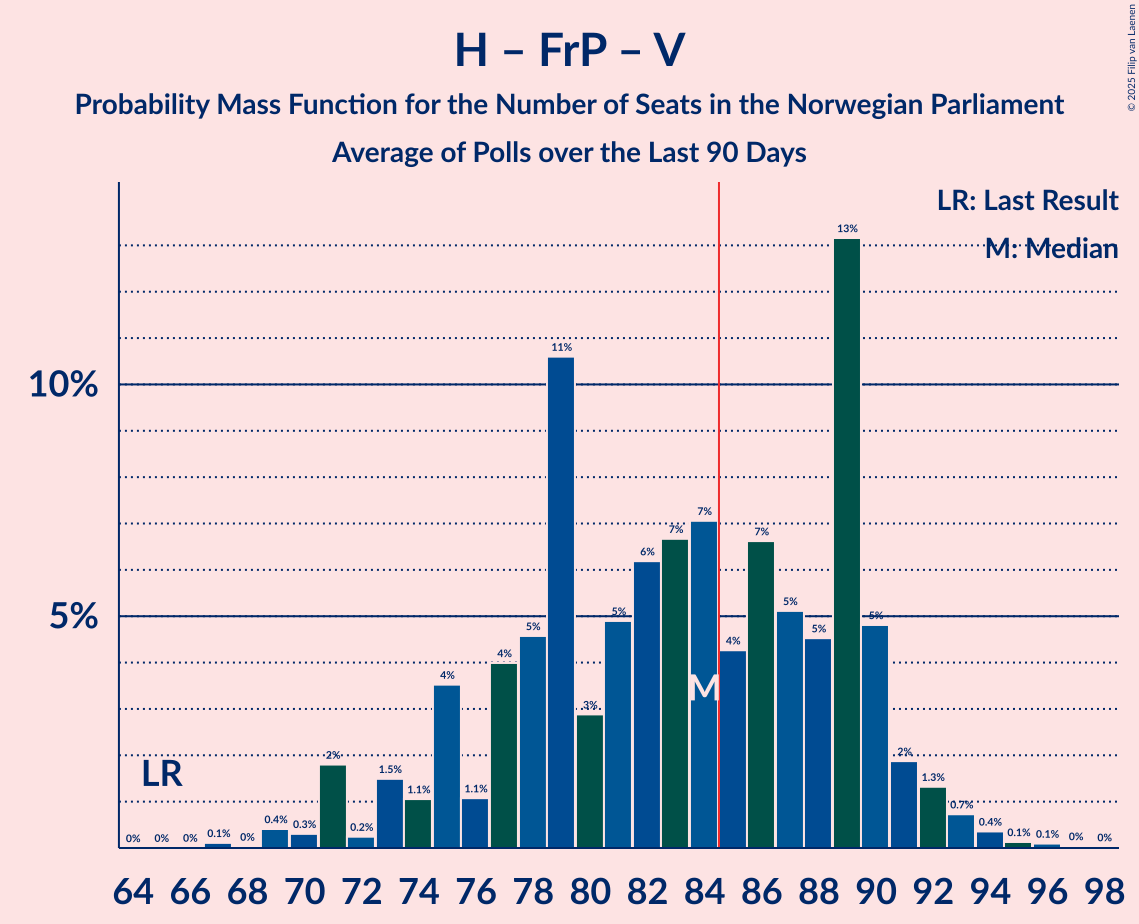 H – FrP – V
Probability Mass Function for the Number of Seats in the Norwegian Parliament
Average of Polls over the Last 90 Days
© 2025 Filip van Laenen
LR: Last Result
M: Median
10%
5%
LR
M
0% 0% 0% 0.1% 0% 0.4% 0.3% 2% 0.2% 1.5% 1.1% 4% 1.1% 4% 5% 11% 3% 5% 6% 7% 7% 4% 7% 5% 5% 13% 5% 2% 1.3% 0.7% 0.4% 0.1% 0.1% 0% 0%
64 66 68 70 72 74 76 78 80 82 84 86 88 90 92 94 96 98